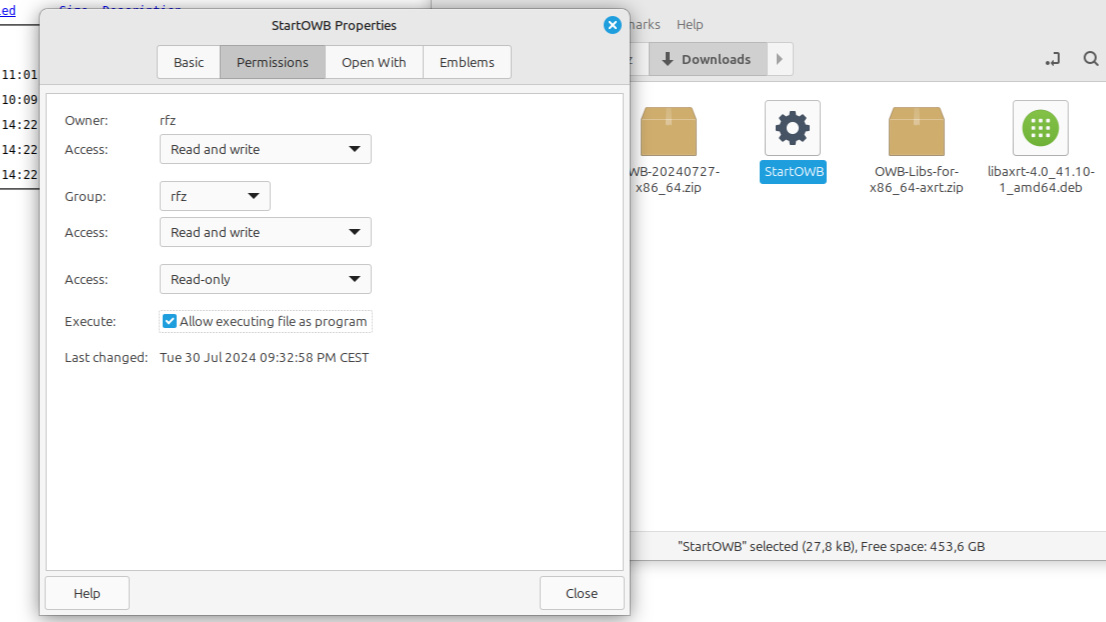 Size Description
11:01
10:09
14:22
14:22
14:22
StartOWB Properties
Basic Permissions Open With Emblems
Owner: rfz
Access: Read and write
Group: rfz
Access: Read and write
Access: Read-only
Execute: Allow executing file as program
Last changed: Tue 30 Jul 2024 09:32:58 PM CEST
Help Close
Help
Downloads
WB-20240727-
x86_64.zip
StartOWB
OWB-Libs-for-
x86_64-axrt.zip
libaxrt-4.0_41.10-
1_amd64.deb
"StartOWB" selected (27,8 kB), Free space: 453,6 GB